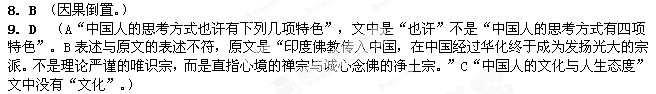 8. B （因果倒置。）
9. D （A“中国人的思考方式也许有下列几项特色”，文中是“也许”不是“中国人的思考方式有四项
特色”。B表述与原文的表述不符，原文是“印度佛教传入中国，在中国经过华化终于成为发扬光大的宗
派。不是理论严谨的唯识宗，而是直指心境的禅宗与诚心念佛的净土宗。”C“中国人的文化与人生态度”
文中没有“文化”。）